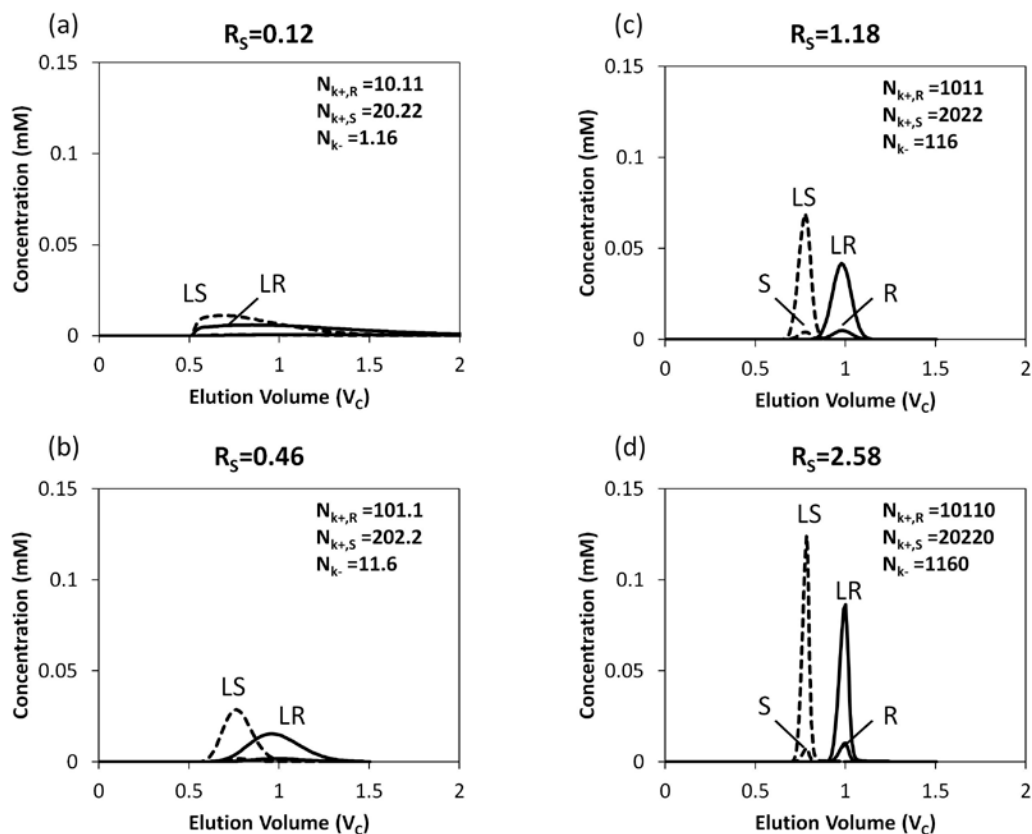 (a)
R_S=0.12
N_k+,R =10.11
N_k+,S =20.22
N_k- =1.16
LS
LR
0.15
0.1
0.05
0
0 0.5 1 1.5 2
Concentration (mM)
Elution Volume (V_C)
(c)
R_S=1.18
N_k+,R =1011
N_k+,S =2022
N_k- =116
LS
LR
S
R
0.15
0.1
0.05
0
0 0.5 1 1.5 2
Concentration (mM)
Elution Volume (V_C)
(b)
R_S=0.46
N_k+,R =101.1
N_k+,S =202.2
N_k- =11.6
LS
LR
0.15
0.1
0.05
0
0 0.5 1 1.5 2
Concentration (mM)
Elution Volume (V_C)
(d)
R_S=2.58
N_k+,R =10110
N_k+,S =20220
N_k- =1160
LS
LR
S
R
0.15
0.1
0.05
0
0 0.5 1 1.5 2
Concentration (mM)
Elution Volume (V_C)